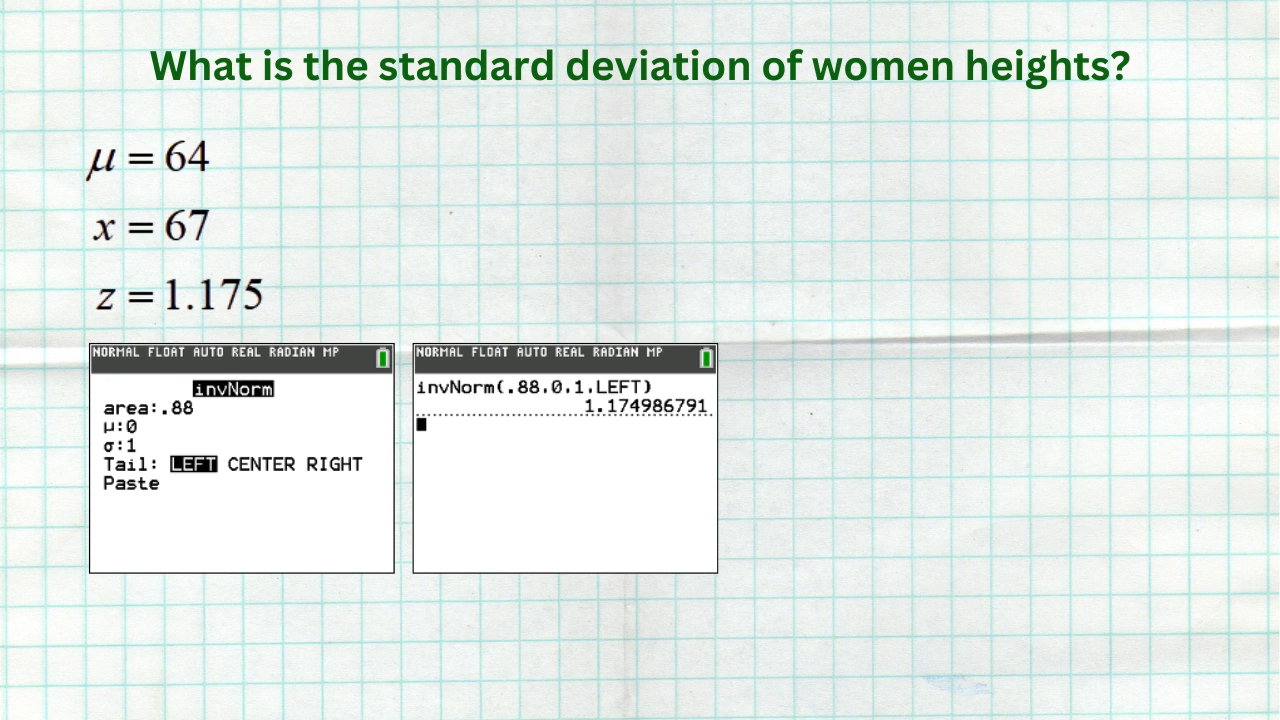 What is the standard deviation of women heights?
μ = 64
x = 67
z = 1.175
NORMAL FLOAT AUTO REAL RADIAN MP
invNorm
area:.88
μ:0
σ:1
Tail: LEFT CENTER RIGHT
Paste
NORMAL FLOAT AUTO REAL RADIAN MP
invNorm(.88,0,1,LEFT)
1.174986791